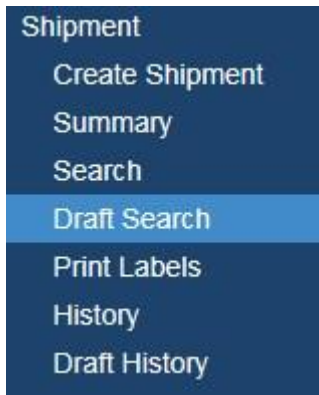 Shipment
Create Shipment
Summary
Search
Draft Search
Print Labels
History
Draft History